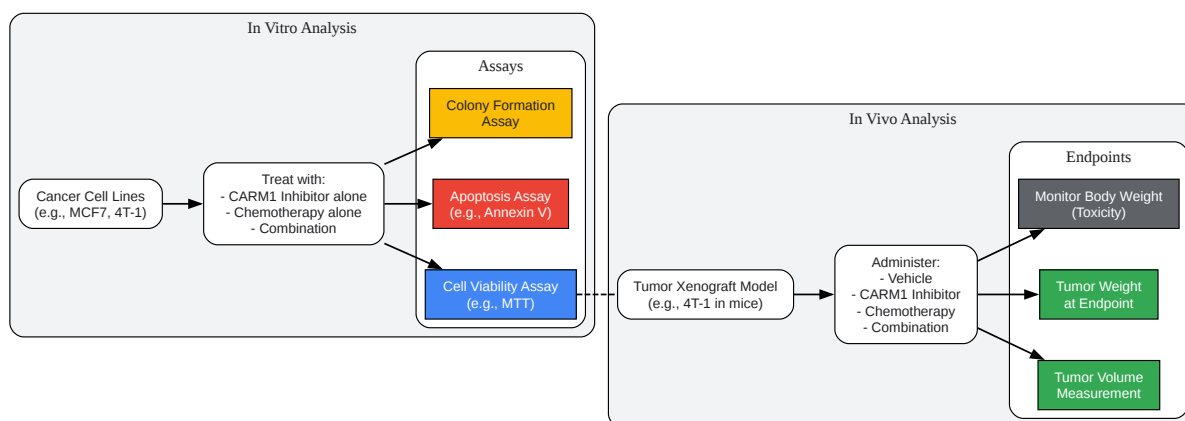 In Vitro Analysis
Assays
Colony Formation
Assay
Cancer Cell Lines
(e.g., MCF7, 4T-1)
Treat with:
- CARM1 Inhibitor alone
- Chemotherapy alone
- Combination
Apoptosis Assay
(e.g., Annexin V)
Cell Viability Assay
(e.g., MTT)
In Vivo Analysis
Endpoints
Monitor Body Weight
(Toxicity)
Tumor Xenograft Model
(e.g., 4T-1 in mice)
Administer:
- Vehicle
- CARM1 Inhibitor
- Chemotherapy
- Combination
Tumor Weight
at Endpoint
Tumor Volume
Measurement